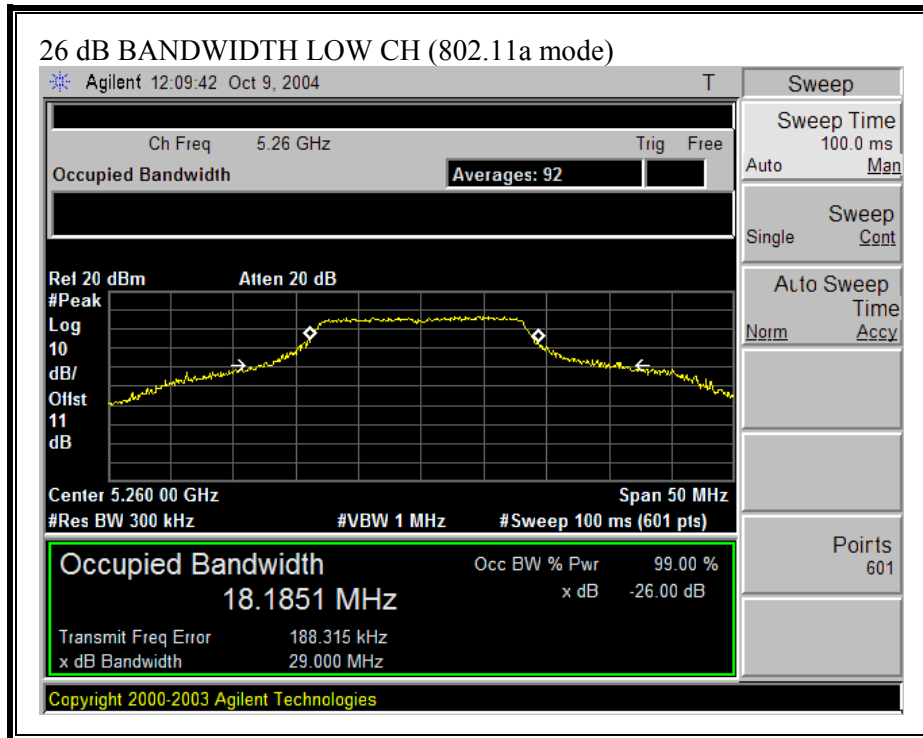 26 dB BANDWIDTH LOW CH (802.11a mode)
Agilent 12:09:42 Oct 9, 2004 T
Sweep
Ch Freq 5.26 GHz Trig Free
Occupied Bandwidth Averages: 92
Sweep Time
100.0 ms
Auto Man
Sweep
Single Cont
Auto Sweep
Time
Norm Accy
Ref 20 dBm Atten 20 dB
#Peak
Log
10
dB/
Offst
11
dB
Center 5.260 00 GHz Span 50 MHz
#Res BW 300 kHz #VBW 1 MHz #Sweep 100 ms (601 pts)
Points
601
Occupied Bandwidth Occ BW % Pwr 99.00 %
18.1851 MHz x dB -26.00 dB
Transmit Freq Error 188.315 kHz
x dB Bandwidth 29.000 MHz
Copyright 2000-2003 Agilent Technologies